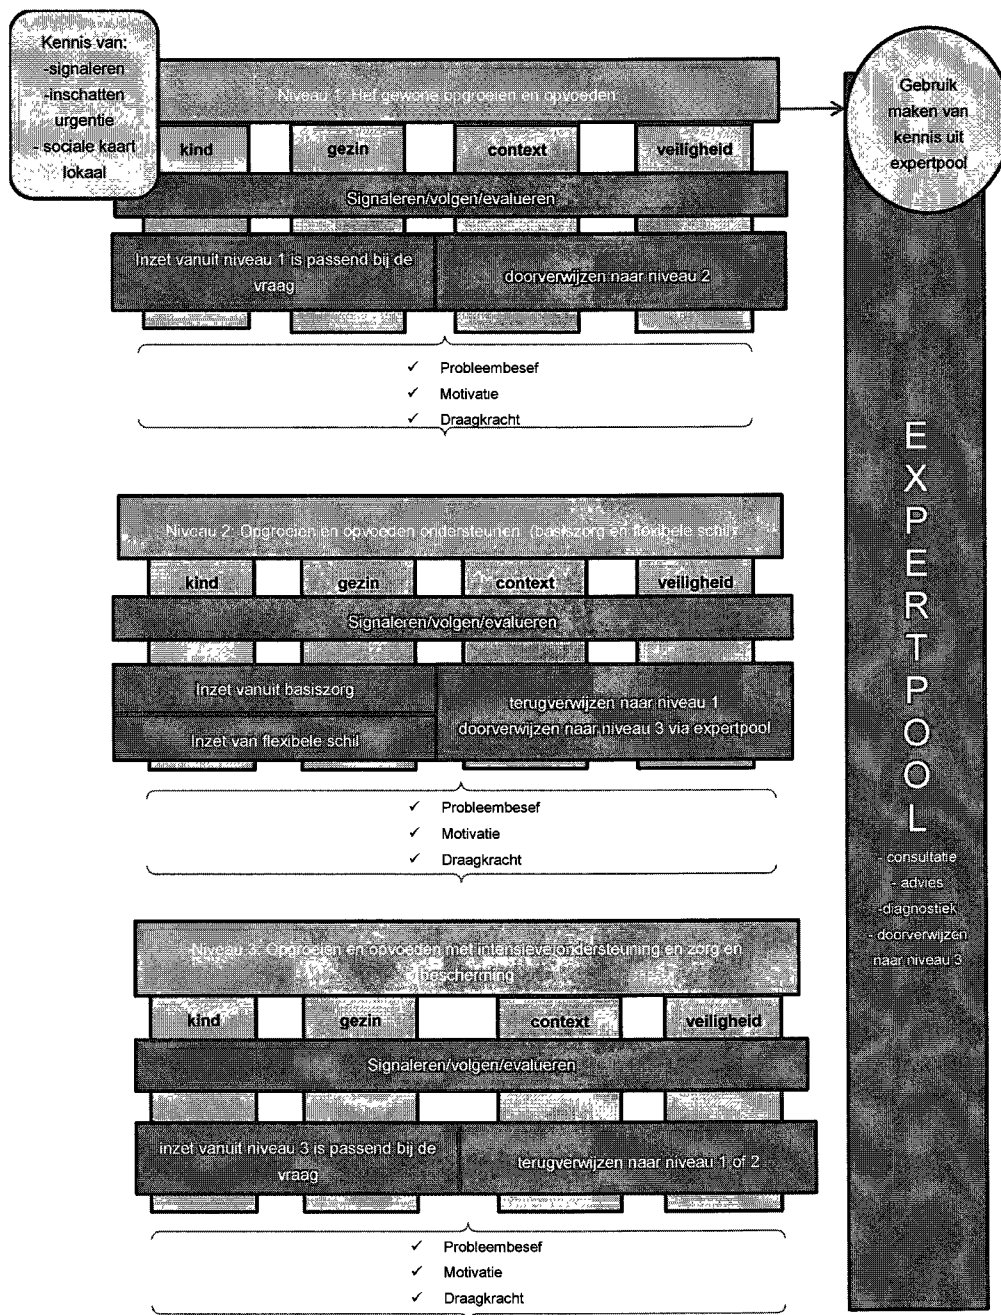 Kennis van:
-signaleren
-inschatten
urgentie
- sociale kaart
lokaal
Niveau 1: Het gewone opgroeien en opvoeden
kind
gezin
context
veiligheid
Signaleren/volgen/evalueren
Inzet vanuit niveau 1 is passend bij de
vraag
doorverwijzen naar niveau 2
✓ Probleembesef
✓ Motivatie
✓ Draagkracht
Niveau 2: Opgroeien en opvoeden ondersteunen (basiszorg en flexibele schil)
kind
gezin
context
veiligheid
Signaleren/volgen/evalueren
Inzet vanuit basiszorg
Inzet van flexibele schil
terugverwijzen naar niveau 1
doorverwijzen naar niveau 3 via expertpool
✓ Probleembesef
✓ Motivatie
✓ Draagkracht
Niveau 3: Opgroeien en opvoeden met intensieve ondersteuning en zorg en
bescherming
kind
gezin
context
veiligheid
Signaleren/volgen/evalueren
inzet vanuit niveau 3 is passend bij de
vraag
terugverwijzen naar niveau 1 of 2
✓ Probleembesef
✓ Motivatie
✓ Draagkracht
Gebruik
maken van
kennis uit
expertpool
EXPERTPOOL
- consultatie
- advies
-diagnostiek
- doorverwijzen
naar niveau 3